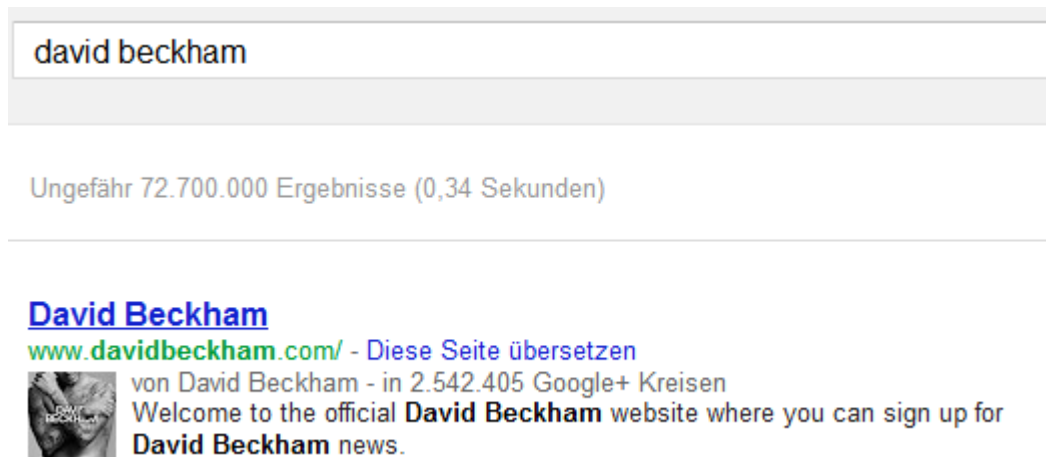 david beckham
Ungefähr 72.700.000 Ergebnisse (0,34 Sekunden)
David Beckham
www.davidbeckham.com/ - Diese Seite übersetzen
von David Beckham - in 2.542.405 Google+ Kreisen
Welcome to the official David Beckham website where you can sign up for
David Beckham news.